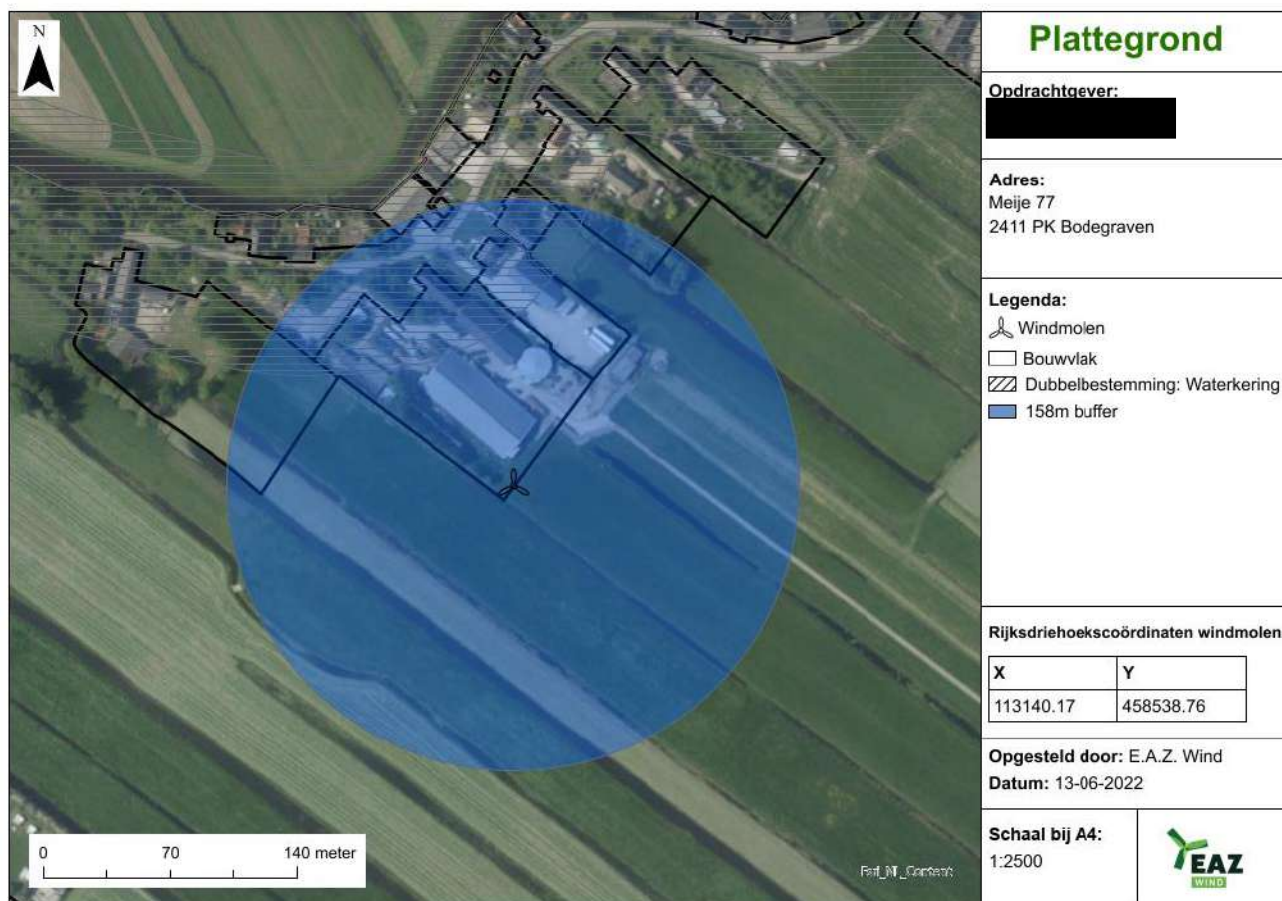 N
Plattegrond
Opdrachtgever:
Adres:
Meije 77
2411 PK Bodegraven
Legenda:
Windmolen
Bouwvlak
Dubbelbestemming: Waterkering
158m buffer
Rijksdriehoekscoördinaten windmolen
X Y
113140.17 458538.76
Opgesteld door: E.A.Z. Wind
Datum: 13-06-2022
Schaal bij A4:
1:2500
EAZ
WIND
0 70 140 meter